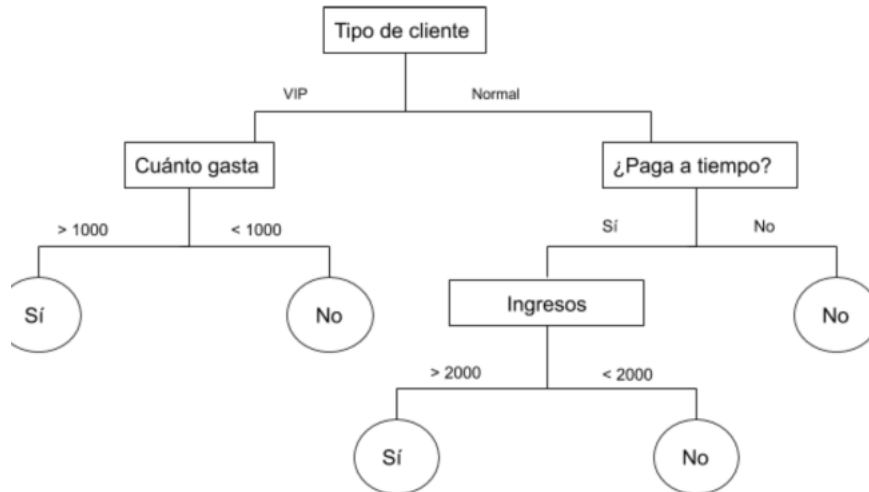 Tipo de cliente
VIP
Normal
Cuánto gasta
¿Paga a tiempo?
> 1000
< 1000
Sí
No
Sí
No
Ingresos
No
> 2000
< 2000
Sí
No